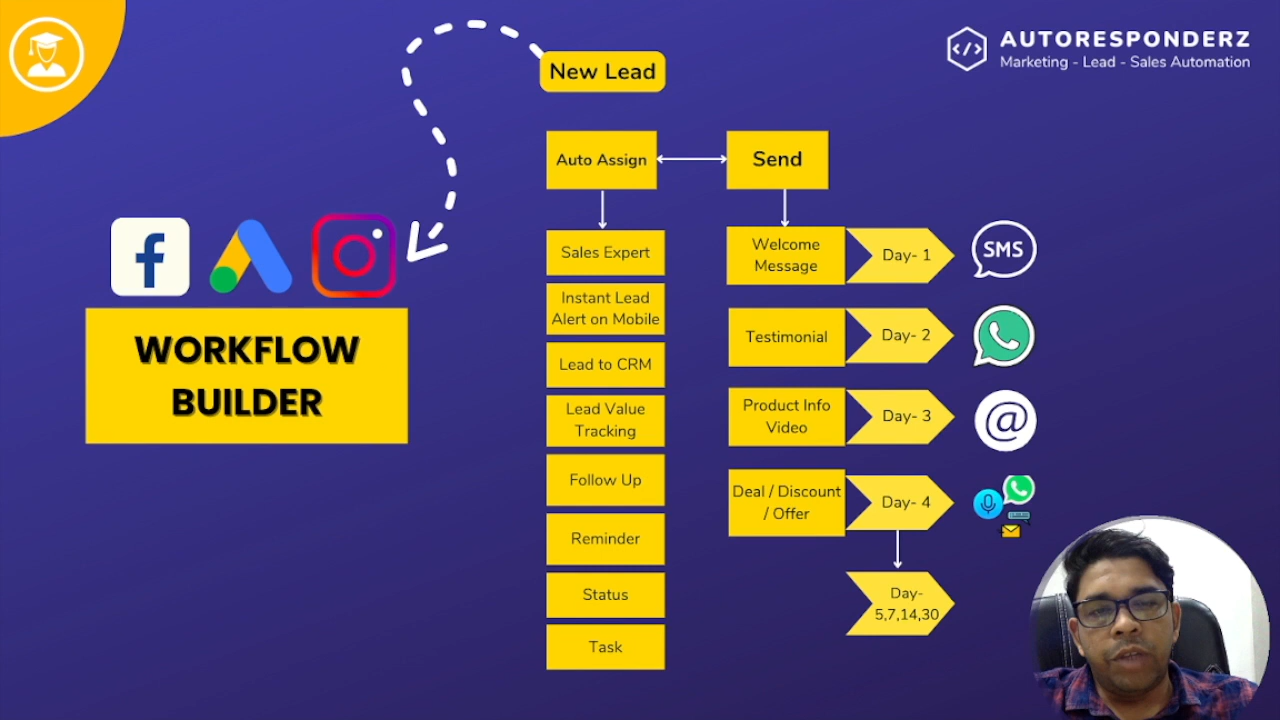 AUTORESPONDERZ
Marketing - Lead - Sales Automation
New Lead
Auto Assign
Send
WORKFLOW
BUILDER
Sales Expert
Instant Lead
Alert on Mobile
Lead to CRM
Lead Value
Tracking
Follow Up
Reminder
Status
Task
Welcome
Message
Day- 1
SMS
Testimonial
Day- 2
Product Info
Video
Day- 3
@
Deal / Discount
/ Offer
Day- 4
Day-
5,7,14,30